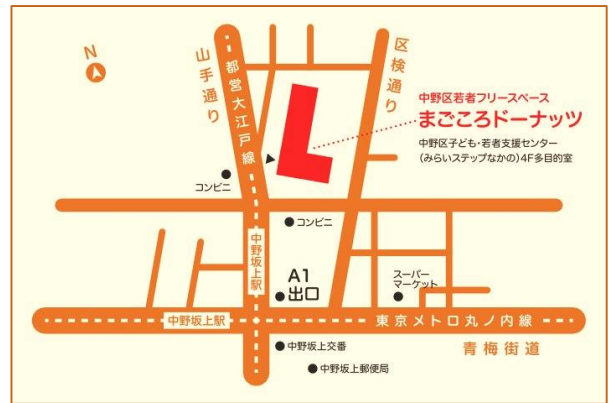 N
山手通り
都営大江戸線
区検通り
中野区若者フリースペース
まごころドーナッツ
中野区子ども・若者支援センター
（みらいステップなかの）4F多目的室
コンビニ
コンビニ
中野坂上駅
A1
出口
スーパー
マーケット
中野坂上駅
東京メトロ丸ノ内線
青梅街道
中野坂上交番
中野坂上郵便局